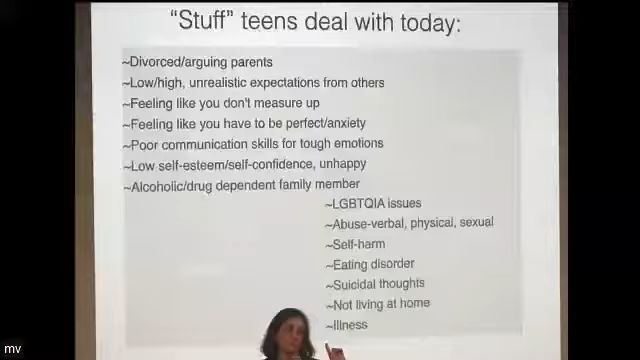 “Stuff” teens deal with today:
~Divorced/arguing parents
~Low/high, unrealistic expectations from others
~Feeling like you don't measure up
~Feeling like you have to be perfect/anxiety
~Poor communication skills for tough emotions
~Low self-esteem/self-confidence, unhappy
~Alcoholic/drug dependent family member
~LGBTQIA issues
~Abuse-verbal, physical, sexual
~Self-harm
~Eating disorder
~Suicidal thoughts
~Not living at home
~Illness
mv